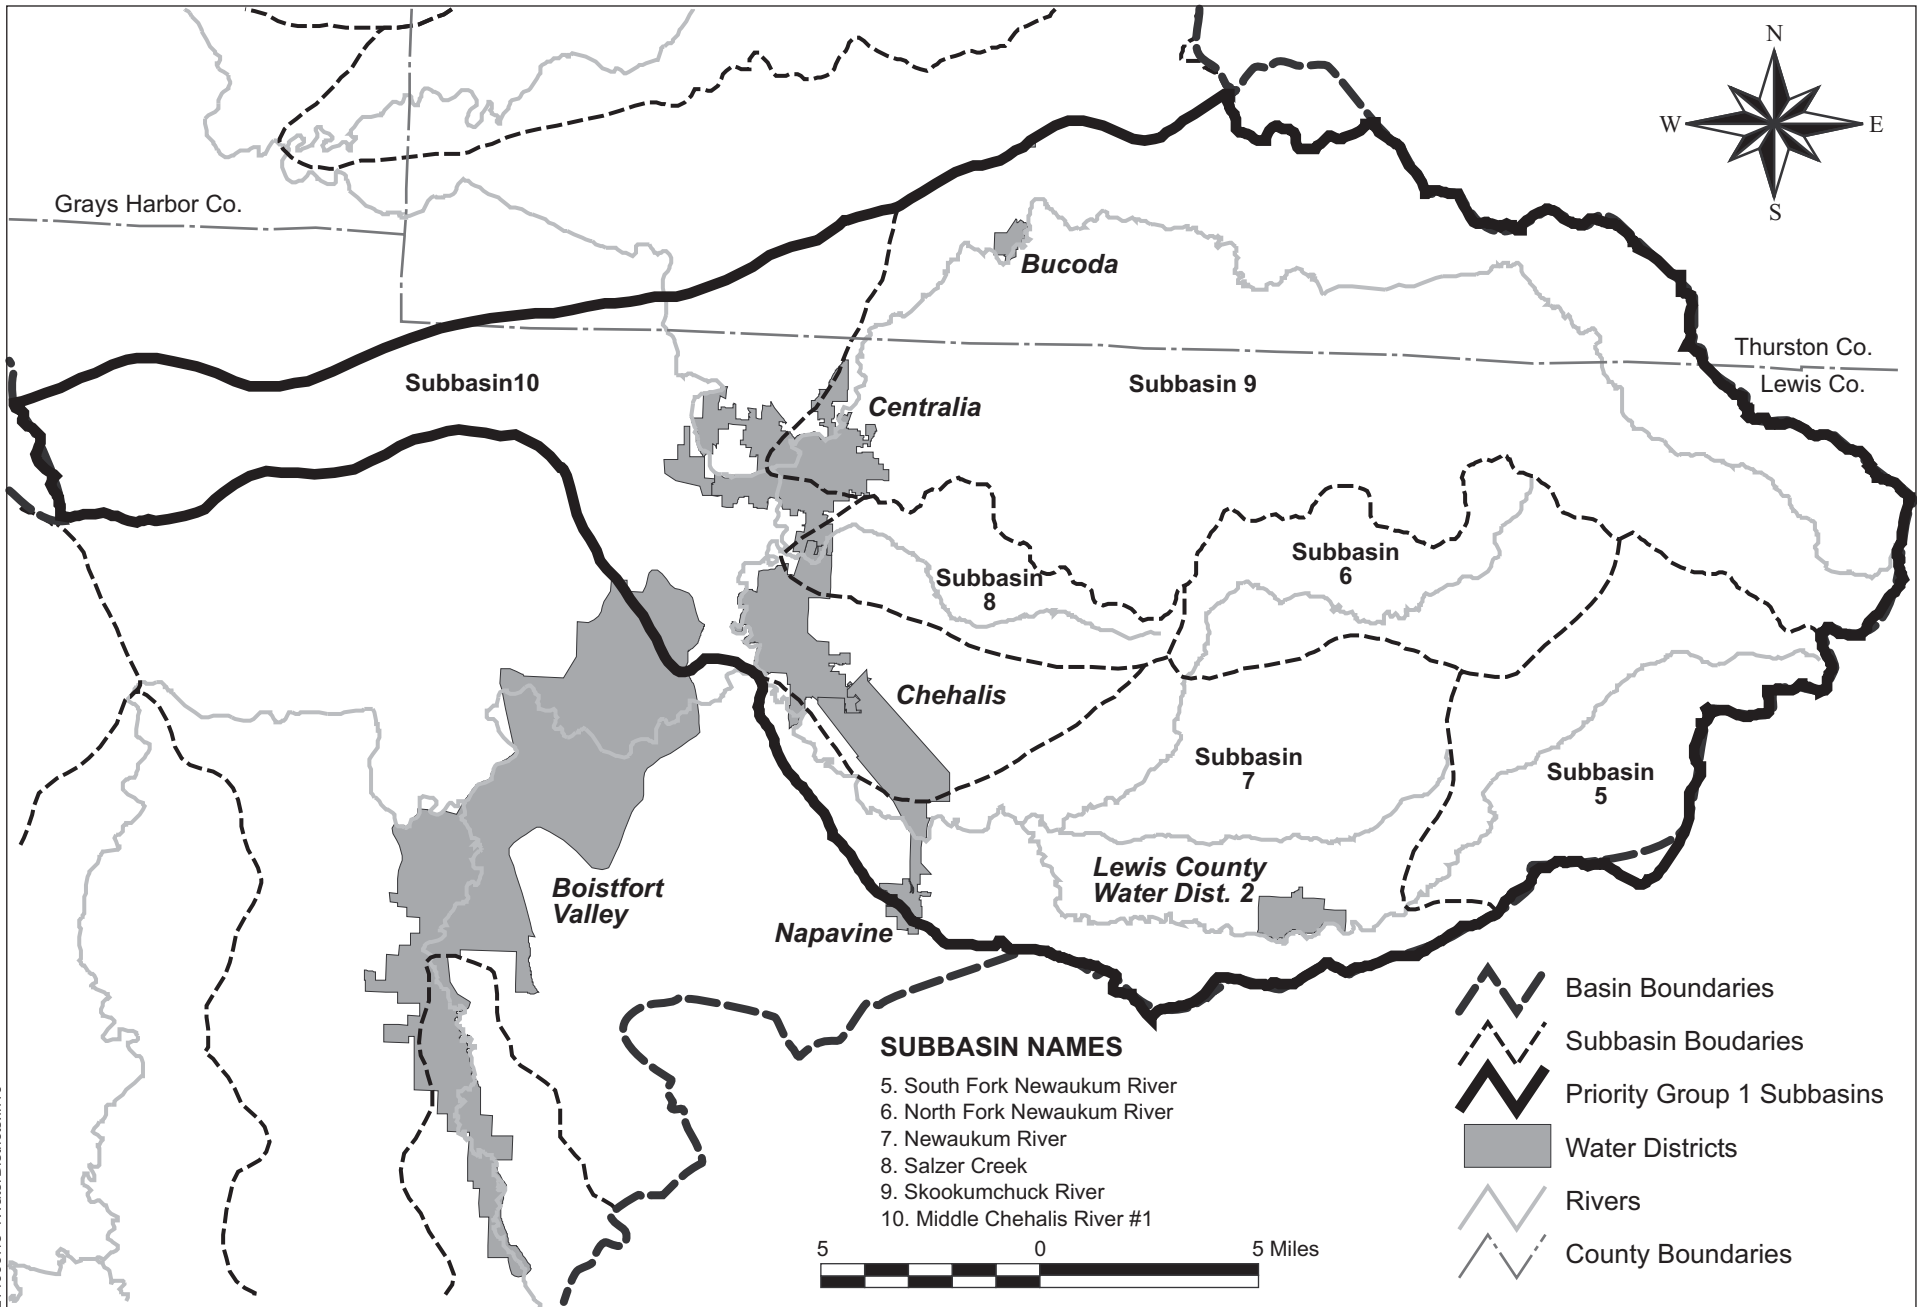 N
W E
S
Grays Harbor Co.
Bucoda
Thurston Co.
Lewis Co.
Subbasin10
Subbasin 9
Centralia
Subbasin
6
Subbasin
8
Chehalis
Subbasin
7
Subbasin
5
Boistfort
Valley
Lewis County
Water Dist. 2
Napavine
SUBBASIN NAMES
5. South Fork Newaukum River
6. North Fork Newaukum River
7. Newaukum River
8. Salzer Creek
9. Skookumchuck River
10. Middle Chehalis River #1
5 0 5 Miles
Basin Boundaries
Subbasin Boudaries
Priority Group 1 Subbasins
Water Districts
Rivers
County Boundaries